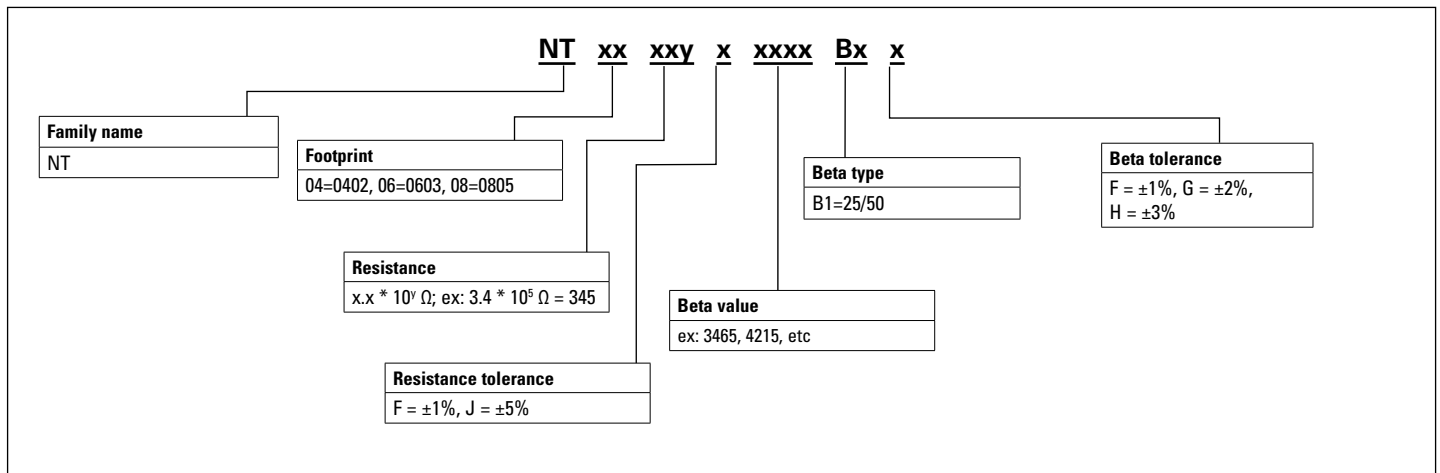 NT xx xxy x xxxx Bx x
Family name
NT
Footprint
04=0402, 06=0603, 08=0805
Resistance
x.x * 10ʸ Ω; ex: 3.4 * 10⁵ Ω = 345
Resistance tolerance
F = ±1%, J = ±5%
Beta value
ex: 3465, 4215, etc
Beta type
B1=25/50
Beta tolerance
F = ±1%, G = ±2%,
H = ±3%